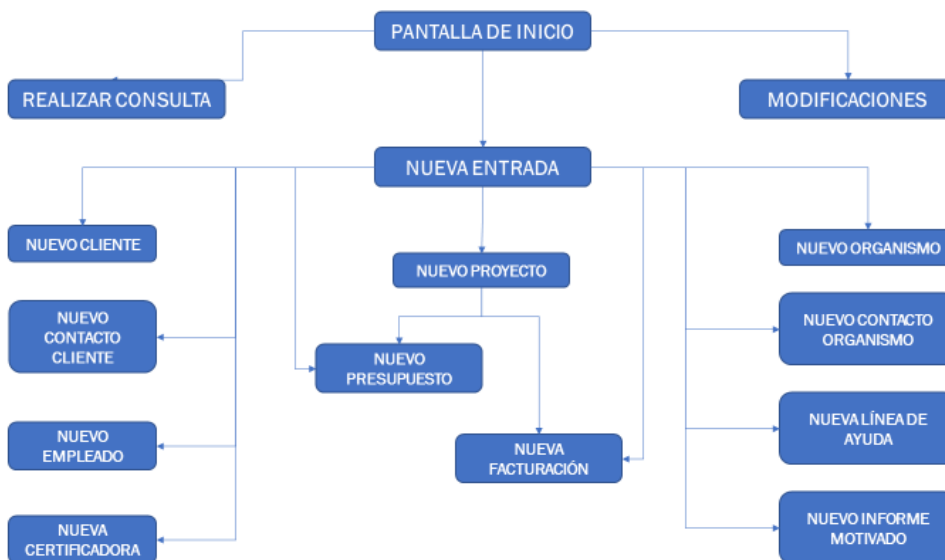 PANTALLA DE INICIO
REALIZAR CONSULTA
MODIFICACIONES
NUEVA ENTRADA
NUEVO CLIENTE
NUEVO ORGANISMO
NUEVO PROYECTO
NUEVO
CONTACTO
CLIENTE
NUEVO CONTACTO
ORGANISMO
NUEVO
PRESUPUESTO
NUEVO
EMPLEADO
NUEVA LÍNEA DE
AYUDA
NUEVA
FACTURACIÓN
NUEVA
CERTIFICADORA
NUEVO INFORME
MOTIVADO